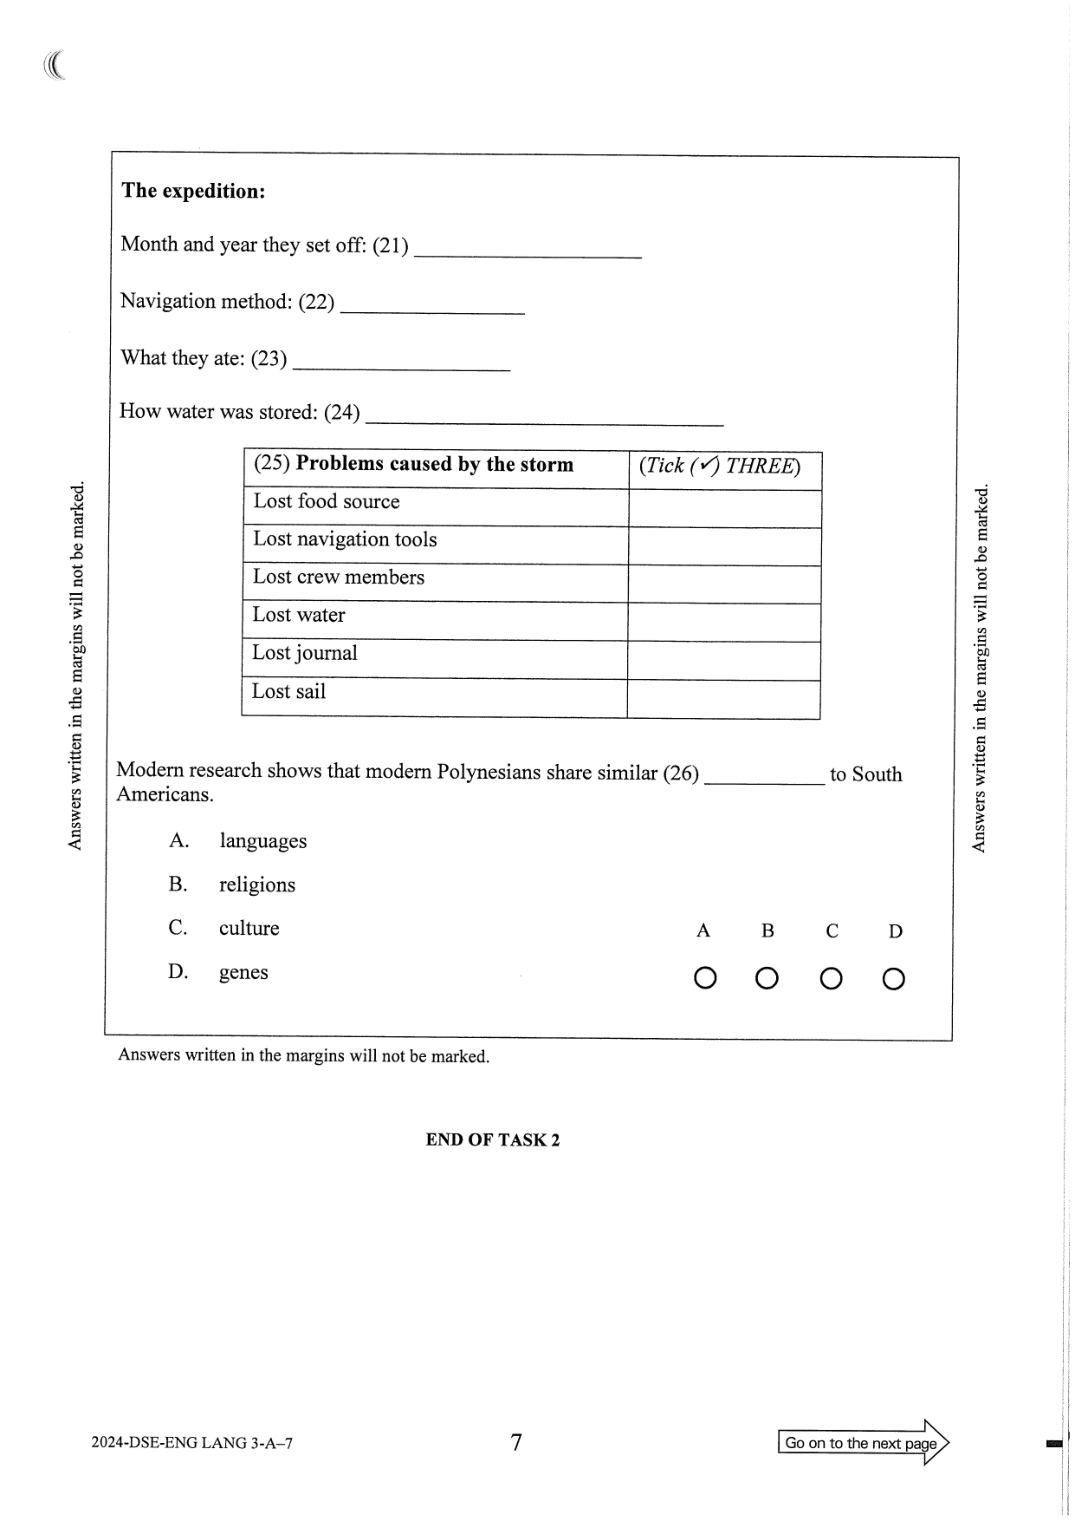 The expedition:
Month and year they set off: (21) ____________________
Navigation method: (22) ____________________
What they ate: (23) ____________________
How water was stored: (24) ____________________
(25) Problems caused by the storm (Tick (✓) THREE)
Lost food source
Lost navigation tools
Lost crew members
Lost water
Lost journal
Lost sail
Modern research shows that modern Polynesians share similar (26) ____________ to South
Americans.
A. languages
B. religions
C. culture
D. genes
A B C D
Answers written in the margins will not be marked.
Answers written in the margins will not be marked.
Answers written in the margins will not be marked.
END OF TASK 2
2024-DSE-ENG LANG 3-A–7
7
Go on to the next page